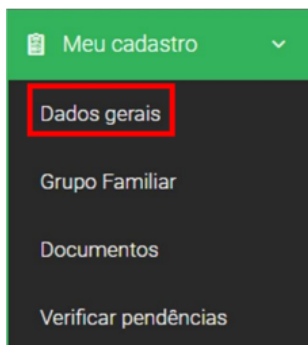 Meu cadastro
Dados gerais
Grupo Familiar
Documentos
Verificar pendências